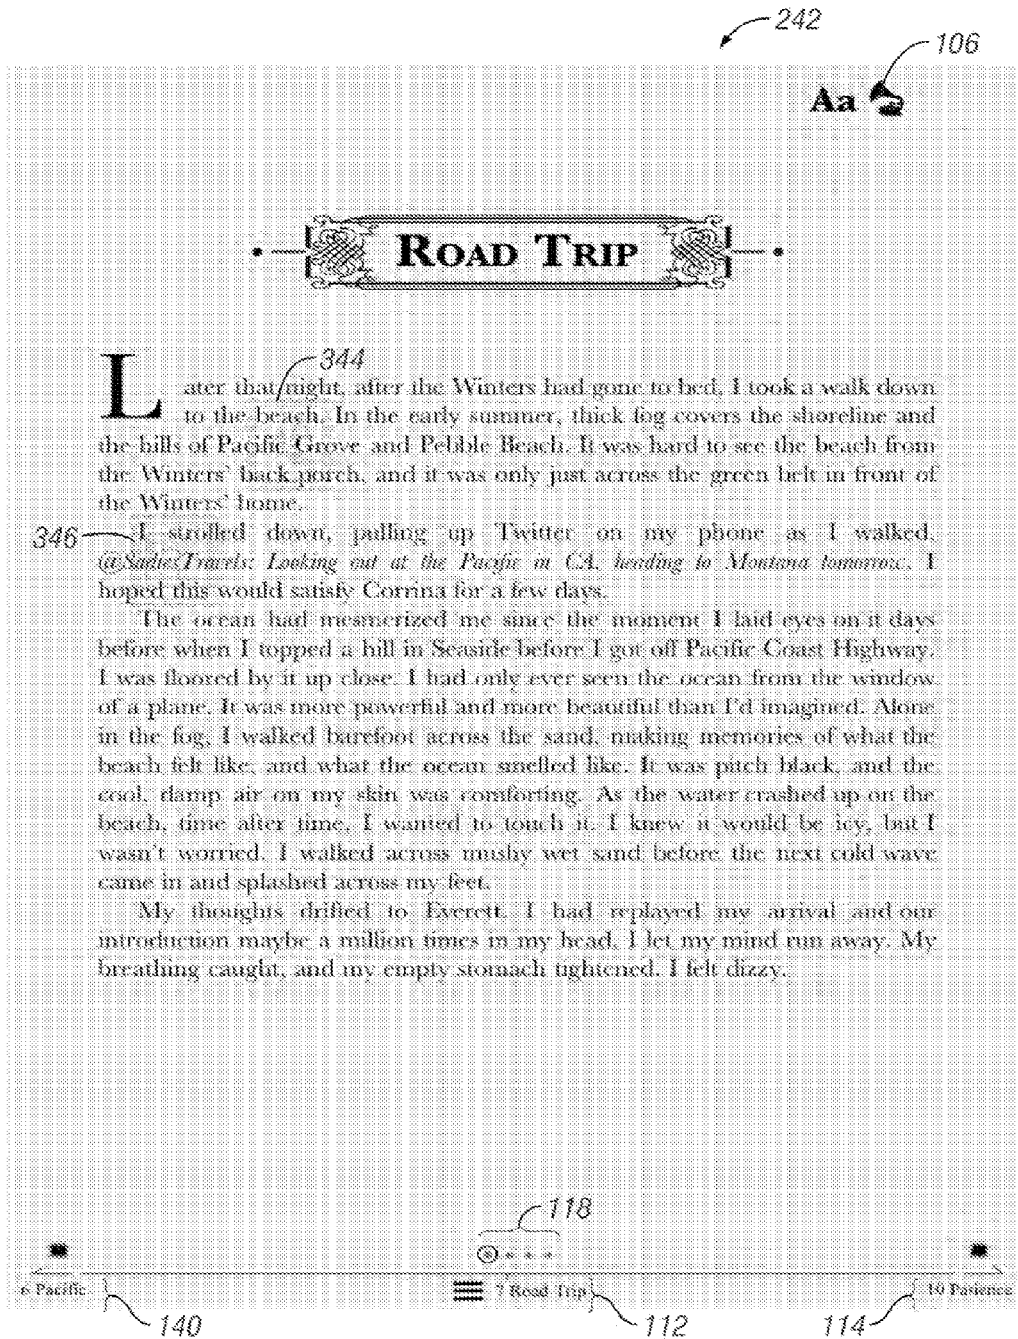 242
106
Aa
ROAD TRIP
344
Later that night, after the Winters had gone to bed, I took a walk down
to the beach. In the early summer, thick fog covers the shoreline and
the hills of Pacific Grove and Pebble Beach. It was hard to see the beach from
the Winters' back porch, and it was only just across the green belt in front of
the Winters' home.
346
I strolled down, pulling up Twitter on my phone as I walked.
@SadiesTravels: Looking out at the Pacific in CA, heading to Montana tomorrow. I
hoped this would satisfy Corrina for a few days.
The ocean had mesmerized me since the moment I laid eyes on it days
before when I topped a hill in Seaside before I got off Pacific Coast Highway.
I was floored by it up close. I had only ever seen the ocean from the window
of a plane. It was more powerful and more beautiful than I'd imagined. Alone
in the fog, I walked barefoot across the sand, making memories of what the
beach felt like, and what the ocean smelled like. It was pitch black, and the
cool, damp air on my skin was comforting. As the water crashed up on the
beach, time after time, I wanted to touch it. I knew it would be icy, but I
wasn't worried. I walked across mushy wet sand before the next cold wave
came in and splashed across my feet.
My thoughts drifted to Everett. I had replayed my arrival and our
introduction maybe a million times in my head. I let my mind run away. My
breathing caught, and my empty stomach tightened. I felt dizzy.
118
6 Pacific
7 Road Trip
10 Pasience
140
112
114